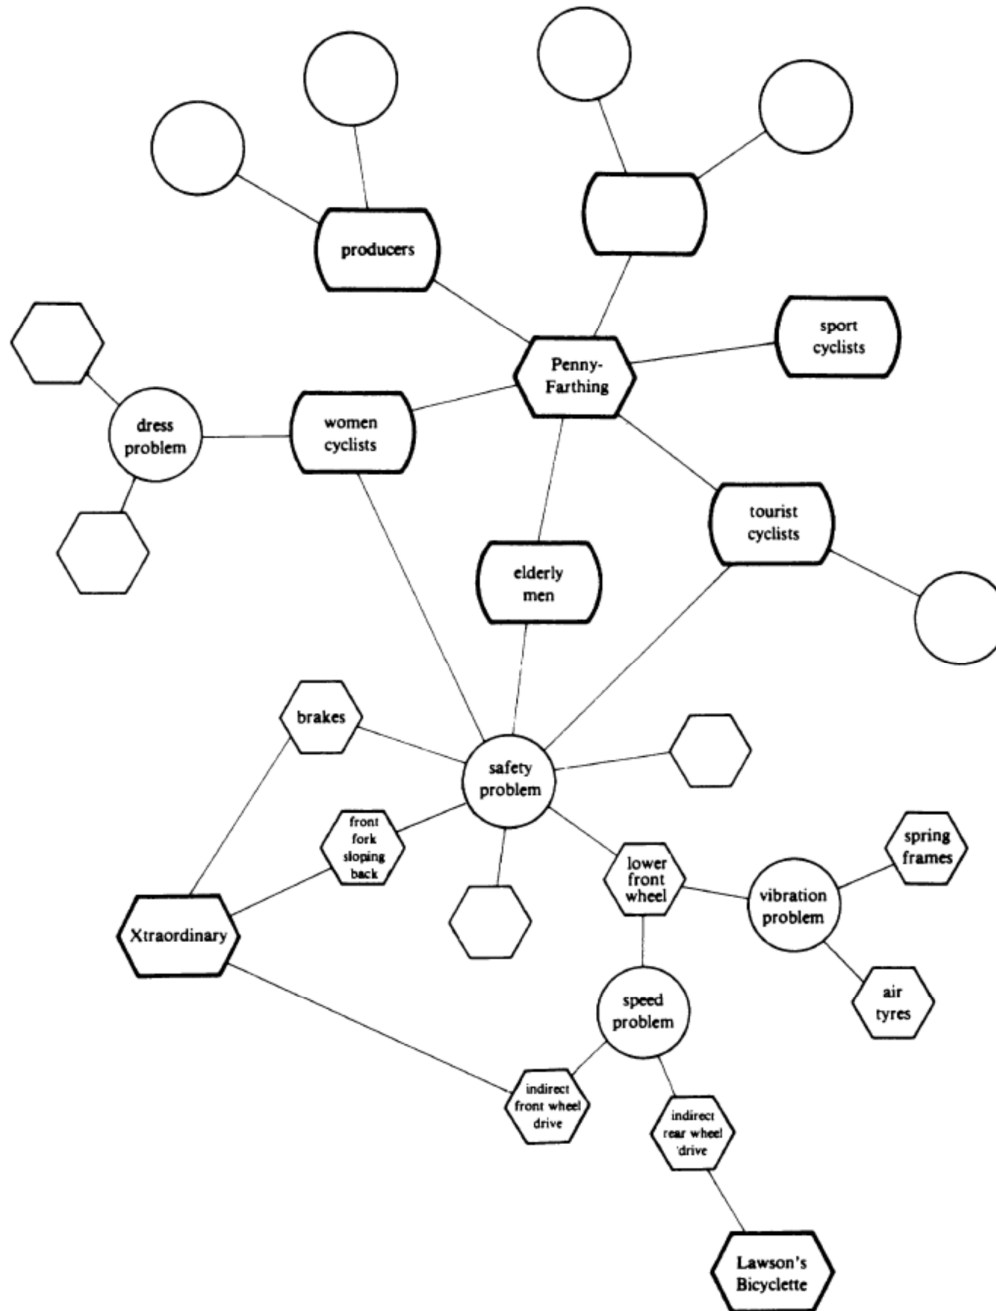 producers
Penny-
Farthing
sport
cyclists
dress
problem
women
cyclists
tourist
cyclists
elderly
men
brakes
safety
problem
front
fork
sloping
back
lower
front
wheel
spring
frames
vibration
problem
Xtraordinary
air
tyres
speed
problem
indirect
front wheel
drive
indirect
rear wheel
'drive
Lawson's
Bicyclette